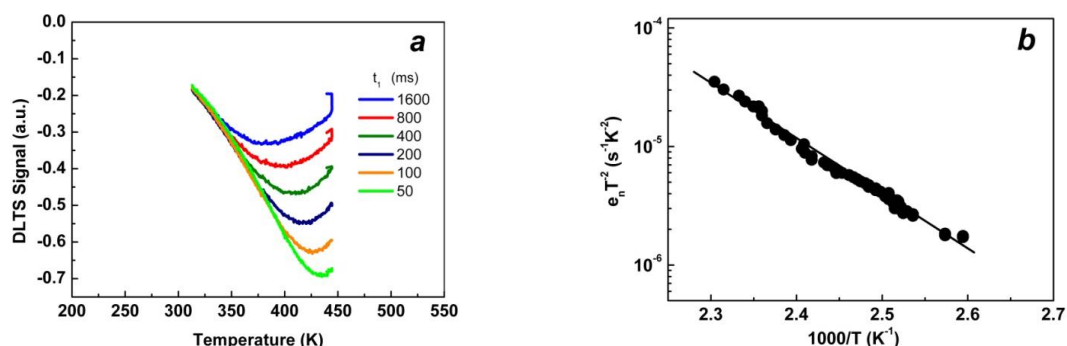 a
t₁ (ms)
1600
800
400
200
100
50
DLTS Signal (a.u.)
0.0
-0.1
-0.2
-0.3
-0.4
-0.5
-0.6
-0.7
200 250 300 350 400 450 500 550
Temperature (K)
b
eₙT⁻² (s⁻¹K⁻²)
10⁻⁴
10⁻⁵
10⁻⁶
2.3 2.4 2.5 2.6 2.7
1000/T (K⁻¹)